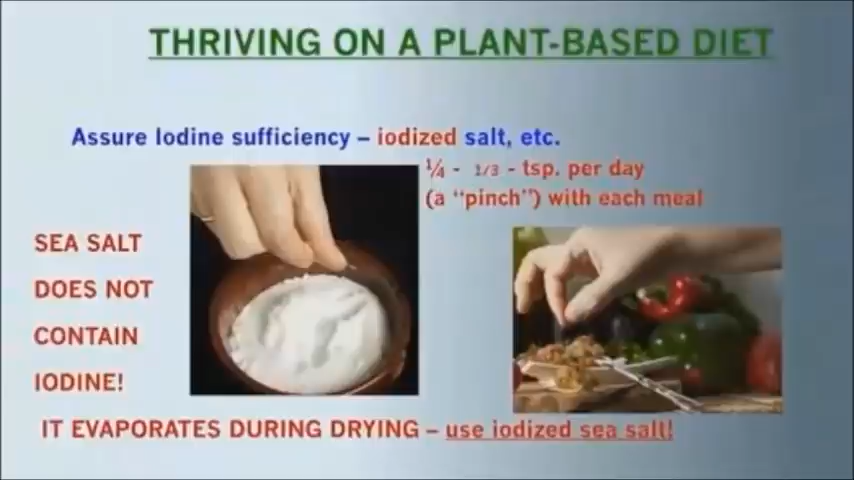 THRIVING ON A PLANT-BASED DIET
Assure Iodine sufficiency – iodized salt, etc.
¼ - 1/3 - tsp. per day
(a “pinch”) with each meal
SEA SALT
DOES NOT
CONTAIN
IODINE!
IT EVAPORATES DURING DRYING – use iodized sea salt!